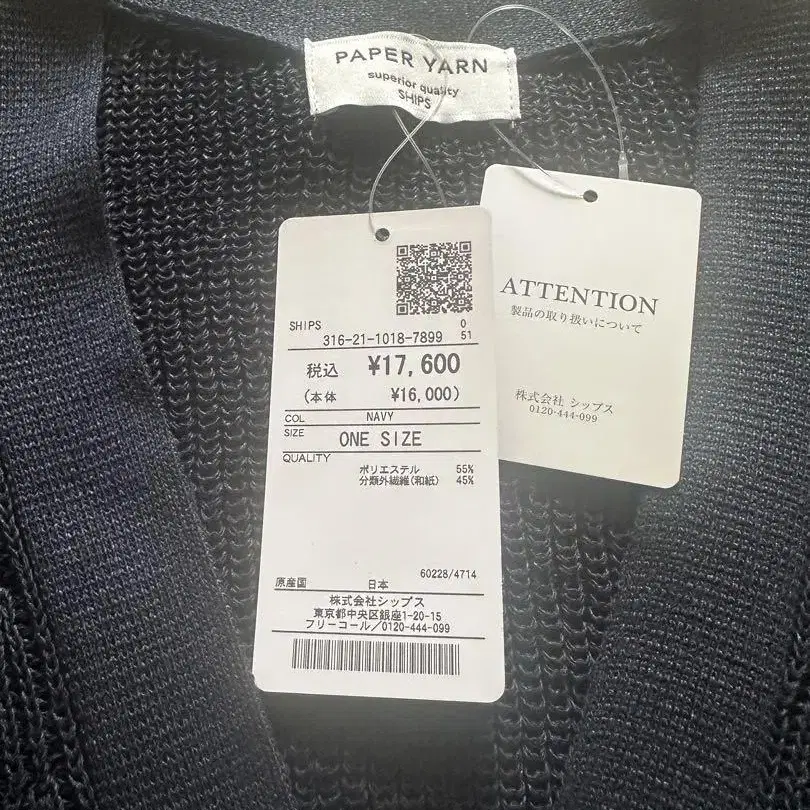 PAPER YARN
superior quality
SHIPS
SHIPS 0
316-21-1018-7899 51
税込 ¥17,600
(本体 ¥16,000)
COL NAVY
SIZE ONE SIZE
QUALITY
ポリエステル 55%
分類外繊維(和紙) 45%
60228/4714
原産国 日本
株式会社シップス
東京都中央区銀座1-20-15
フリーコール/0120-444-099
ATTENTION
製品の取り扱いについて
株式会社 シップス
0120-444-099